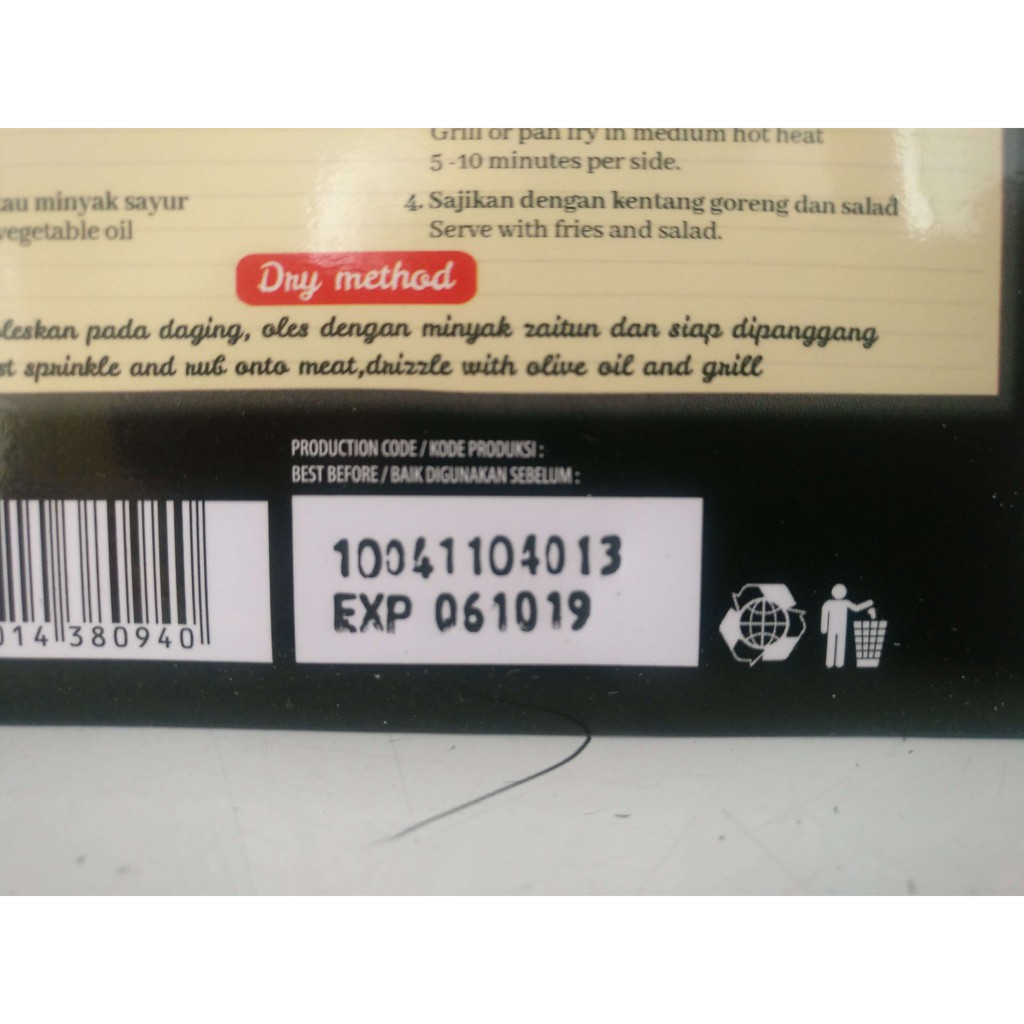 Grill or pan fry in medium hot heat
5 -10 minutes per side.
au minyak sayur
vegetable oil
4. Sajikan dengan kentang goreng dan salad
Serve with fries and salad.
Dry method
leskan pada daging, oles dengan minyak zaitun dan siap dipanggang
st sprinkle and rub onto meat,drizzle with olive oil and grill
PRODUCTION CODE / KODE PRODUKSI :
BEST BEFORE / BAIK DIGUNAKAN SEBELUM :
10041104013
EXP 061019
014 380940